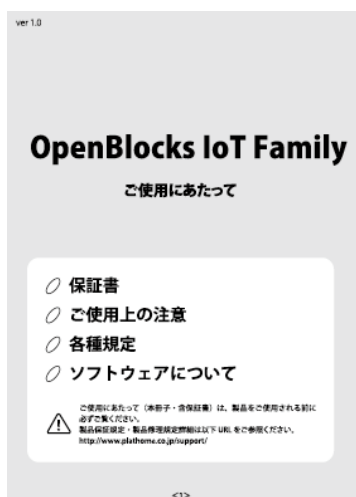 ver 1.0
OpenBlocks IoT Family
ご使用にあたって
保証書
ご使用上の注意
各種規定
ソフトウェアについて
ご使用にあたって（本冊子・含保証書）は、製品をご使用される前に
必ずご覧ください。
製品保証規定・製品修理規定詳細は以下 URL をご参照ください。
http://www.plathome.co.jp/support/
<1>